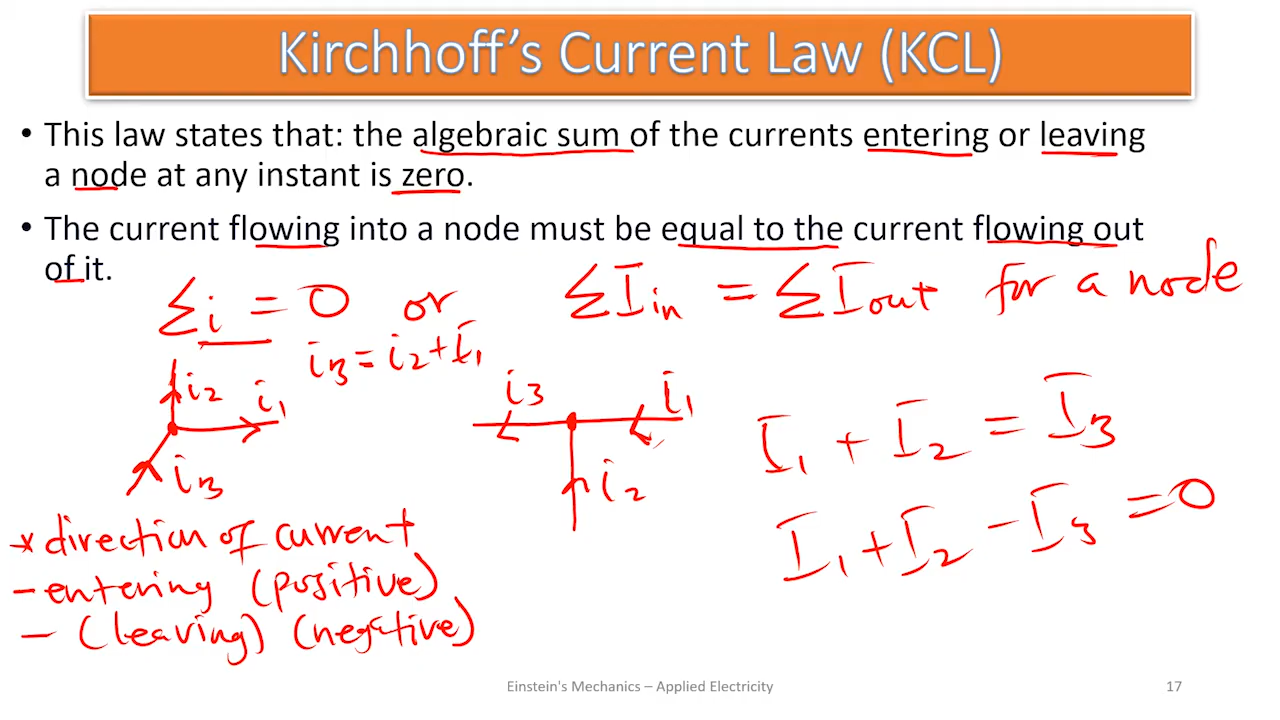 Kirchhoff's Current Law (KCL)
• This law states that: the algebraic sum of the currents entering or leaving
a node at any instant is zero.
• The current flowing into a node must be equal to the current flowing out
of it.
∑i = 0 or ∑Iin = ∑Iout for a node
i3 = i2 + I1
i2
i1
i3
i3
i1
i2
I1 + I2 = I3
I1 + I2 - I3 = 0
* direction of current
- entering (positive)
- (leaving) (negative)
Einstein's Mechanics – Applied Electricity
17